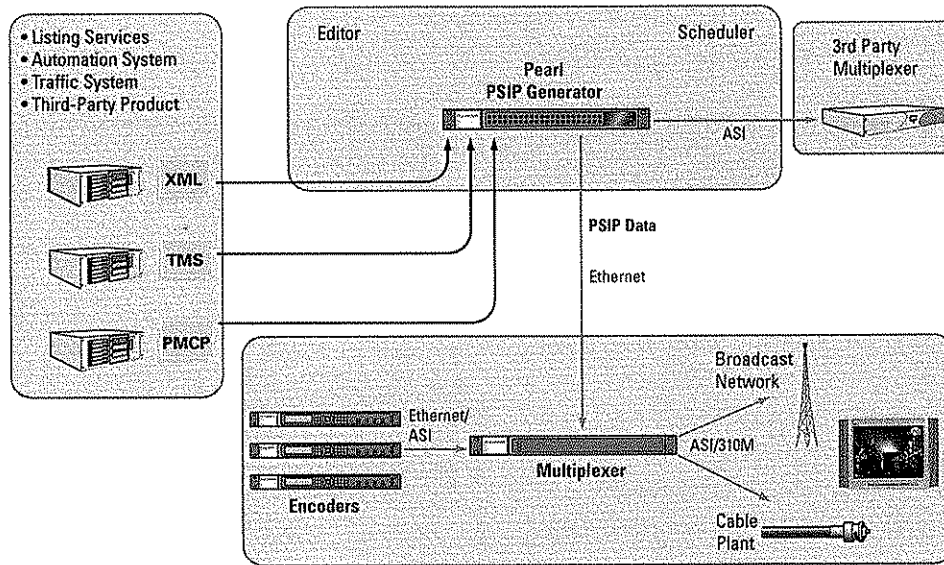 • Listing Services
• Automation System
• Traffic System
• Third-Party Product
XML
TMS
PMCP
Editor
Scheduler
Pearl
PSIP Generator
ASI
3rd Party
Multiplexer
PSIP Data
Ethernet
Ethernet/
ASI
Encoders
Multiplexer
ASI/310M
Broadcast
Network
Cable
Plant